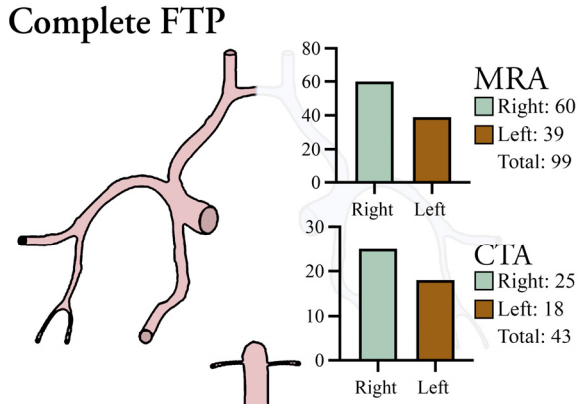 Complete FTP
80
60
40
20
0
Right Left
MRA
Right: 60
Left: 39
Total: 99
30
20
10
0
Right Left
CTA
Right: 25
Left: 18
Total: 43